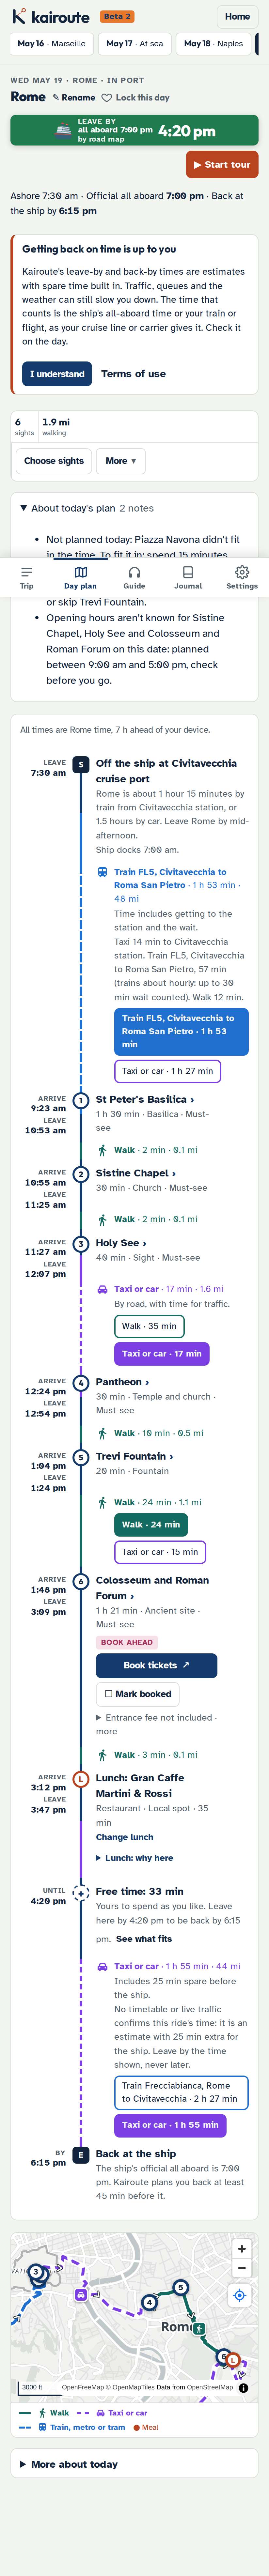 kairoute Beta 2 Home
May 16 · Marseille May 17 · At sea May 18 · Naples
WED MAY 19 · ROME · IN PORT
Rome ✎ Rename Lock this day
LEAVE BY
all aboard 7:00 pm
by road map
4:20 pm
▶ Start tour
Ashore 7:30 am · Official all aboard 7:00 pm · Back at
the ship by 6:15 pm
Getting back on time is up to you
Kairoute's leave-by and back-by times are estimates
with spare time built in. Traffic, queues and the
weather can still slow you down. The time that
counts is the ship's all-aboard time or your train or
flight, as your cruise line or carrier gives it. Check it
on the day.
I understand Terms of use
6
sights
1.9 mi
walking
Choose sights More ▾
▼ About today's plan 2 notes
• Not planned today: Piazza Navona didn't fit
in the time. To fit it in: spend 15 minutes
Trip Day plan Guide Journal Settings
or skip Trevi Fountain.
• Opening hours aren't known for Sistine
Chapel, Holy See and Colosseum and
Roman Forum on this date: planned
between 9:00 am and 5:00 pm, check
before you go.
All times are Rome time, 7 h ahead of your device.
LEAVE
7:30 am
S
Off the ship at Civitavecchia
cruise port
Rome is about 1 hour 15 minutes by
train from Civitavecchia station, or
1.5 hours by car. Leave Rome by mid-
afternoon.
Ship docks 7:00 am.
Train FL5, Civitavecchia to
Roma San Pietro · 1 h 53 min ·
48 mi
Time includes getting to the
station and the wait.
Taxi 14 min to Civitavecchia
station. Train FL5, Civitavecchia
to Roma San Pietro, 57 min
(trains about hourly: up to 30
min wait counted). Walk 12 min.
Train FL5, Civitavecchia to
Roma San Pietro · 1 h 53
min
Taxi or car · 1 h 27 min
ARRIVE
9:23 am
LEAVE
10:53 am
1
St Peter's Basilica ›
1 h 30 min · Basilica · Must-
see
Walk · 2 min · 0.1 mi
ARRIVE
10:55 am
LEAVE
11:25 am
2
Sistine Chapel ›
30 min · Church · Must-see
Walk · 2 min · 0.1 mi
ARRIVE
11:27 am
LEAVE
12:07 pm
3
Holy See ›
40 min · Sight · Must-see
Taxi or car · 17 min · 1.6 mi
By road, with time for traffic.
Walk · 35 min
Taxi or car · 17 min
ARRIVE
12:24 pm
LEAVE
12:54 pm
4
Pantheon ›
30 min · Temple and church ·
Must-see
Walk · 10 min · 0.5 mi
ARRIVE
1:04 pm
LEAVE
1:24 pm
5
Trevi Fountain ›
20 min · Fountain
Walk · 24 min · 1.1 mi
Walk · 24 min
Taxi or car · 15 min
ARRIVE
1:48 pm
LEAVE
3:09 pm
6
Colosseum and Roman
Forum ›
1 h 21 min · Ancient site ·
Must-see
BOOK AHEAD
Book tickets ↗
☐ Mark booked
▶ Entrance fee not included ·
more
Walk · 3 min · 0.1 mi
ARRIVE
3:12 pm
LEAVE
3:47 pm
L
Lunch: Gran Caffe
Martini & Rossi
Restaurant · Local spot · 35
min
Change lunch
▶ Lunch: why here
UNTIL
4:20 pm
+
Free time: 33 min
Yours to spend as you like. Leave
here by 4:20 pm to be back by 6:15
pm. See what fits
Taxi or car · 1 h 55 min · 44 mi
Includes 25 min spare before
the ship.
No timetable or live traffic
confirms this ride's time: it is an
estimate with 25 min extra for
the ship. Leave by the time
shown, never later.
Train Frecciabianca, Rome
to Civitavecchia · 2 h 27 min
Taxi or car · 1 h 55 min
BY
6:15 pm
E
Back at the ship
The ship's official all aboard is 7:00
pm. Kairoute plans you back at least
45 min before it.
3 4 5 6 L
Rome
+
−
3000 ft
OpenFreeMap © OpenMapTiles Data from OpenStreetMap
Walk Taxi or car
Train, metro or tram Meal
▶ More about today